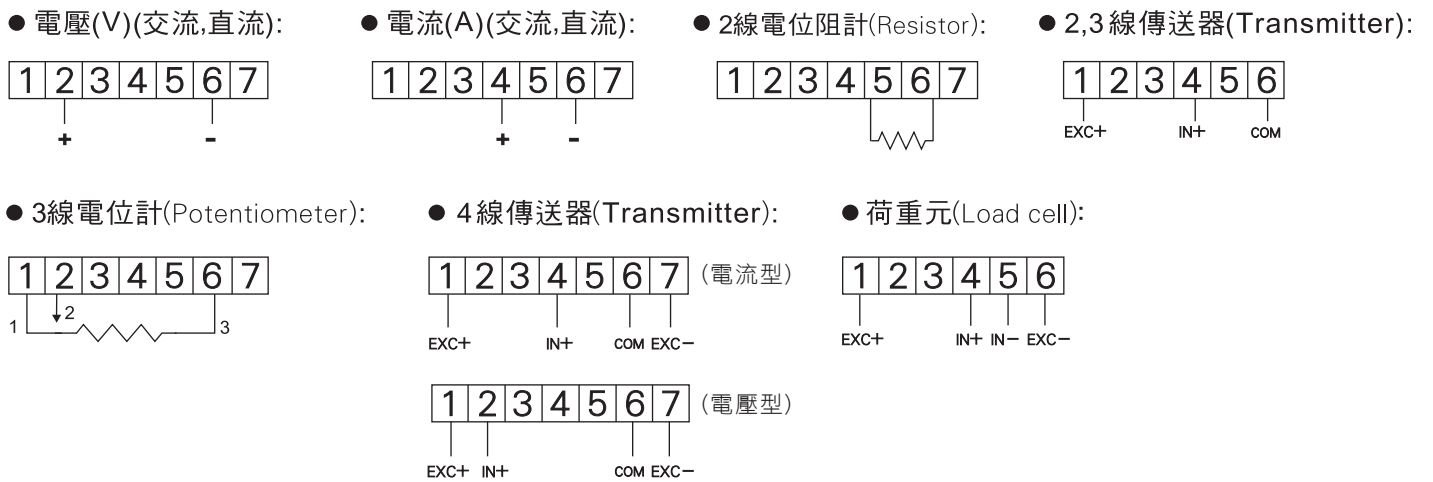 ● 電壓(V)(交流,直流):
1 2 3 4 5 6 7
+ -
● 電流(A)(交流,直流):
1 2 3 4 5 6 7
+ -
● 2線電位阻計(Resistor):
1 2 3 4 5 6 7
● 2,3線傳送器(Transmitter):
1 2 3 4 5 6
EXC+ IN+ COM
● 3線電位計(Potentiometer):
1 2 3 4 5 6 7
1 2 3
● 4線傳送器(Transmitter):
1 2 3 4 5 6 7 (電流型)
EXC+ IN+ COM EXC-
1 2 3 4 5 6 7 (電壓型)
EXC+ IN+ COM EXC-
● 荷重元(Load cell):
1 2 3 4 5 6
EXC+ IN+ IN- EXC-